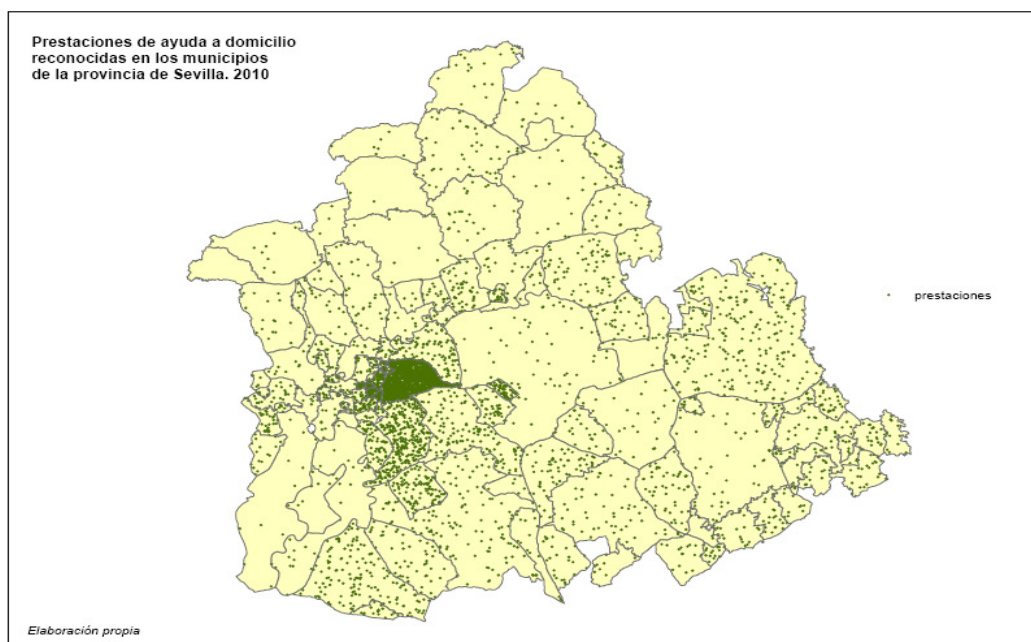 Prestaciones de ayuda a domicilio
reconocidas en los municipios
de la provincia de Sevilla. 2010
prestaciones
Elaboración propia